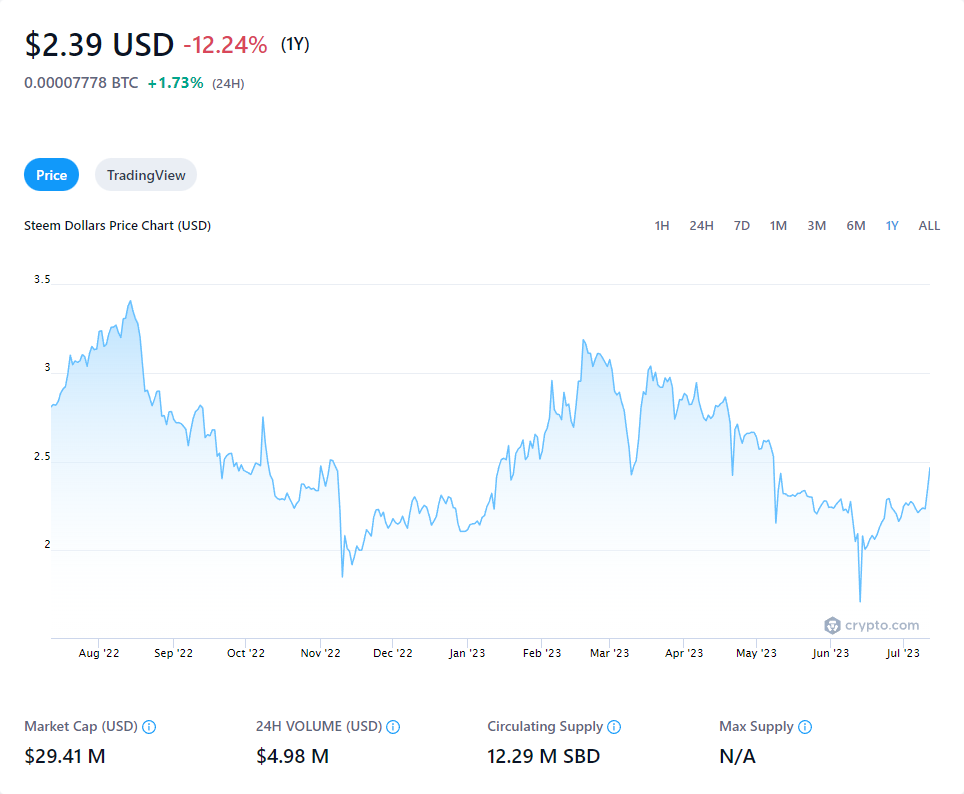 $2.39 USD -12.24% (1Y)
0.00007778 BTC +1.73% (24H)
Price TradingView
Steem Dollars Price Chart (USD) 1H 24H 7D 1M 3M 6M 1Y ALL
3.5
3
2.5
2
crypto.com
Aug '22 Sep '22 Oct '22 Nov '22 Dec '22 Jan '23 Feb '23 Mar '23 Apr '23 May '23 Jun '23 Jul '23
Market Cap (USD) 24H VOLUME (USD) Circulating Supply Max Supply
$29.41 M $4.98 M 12.29 M SBD N/A